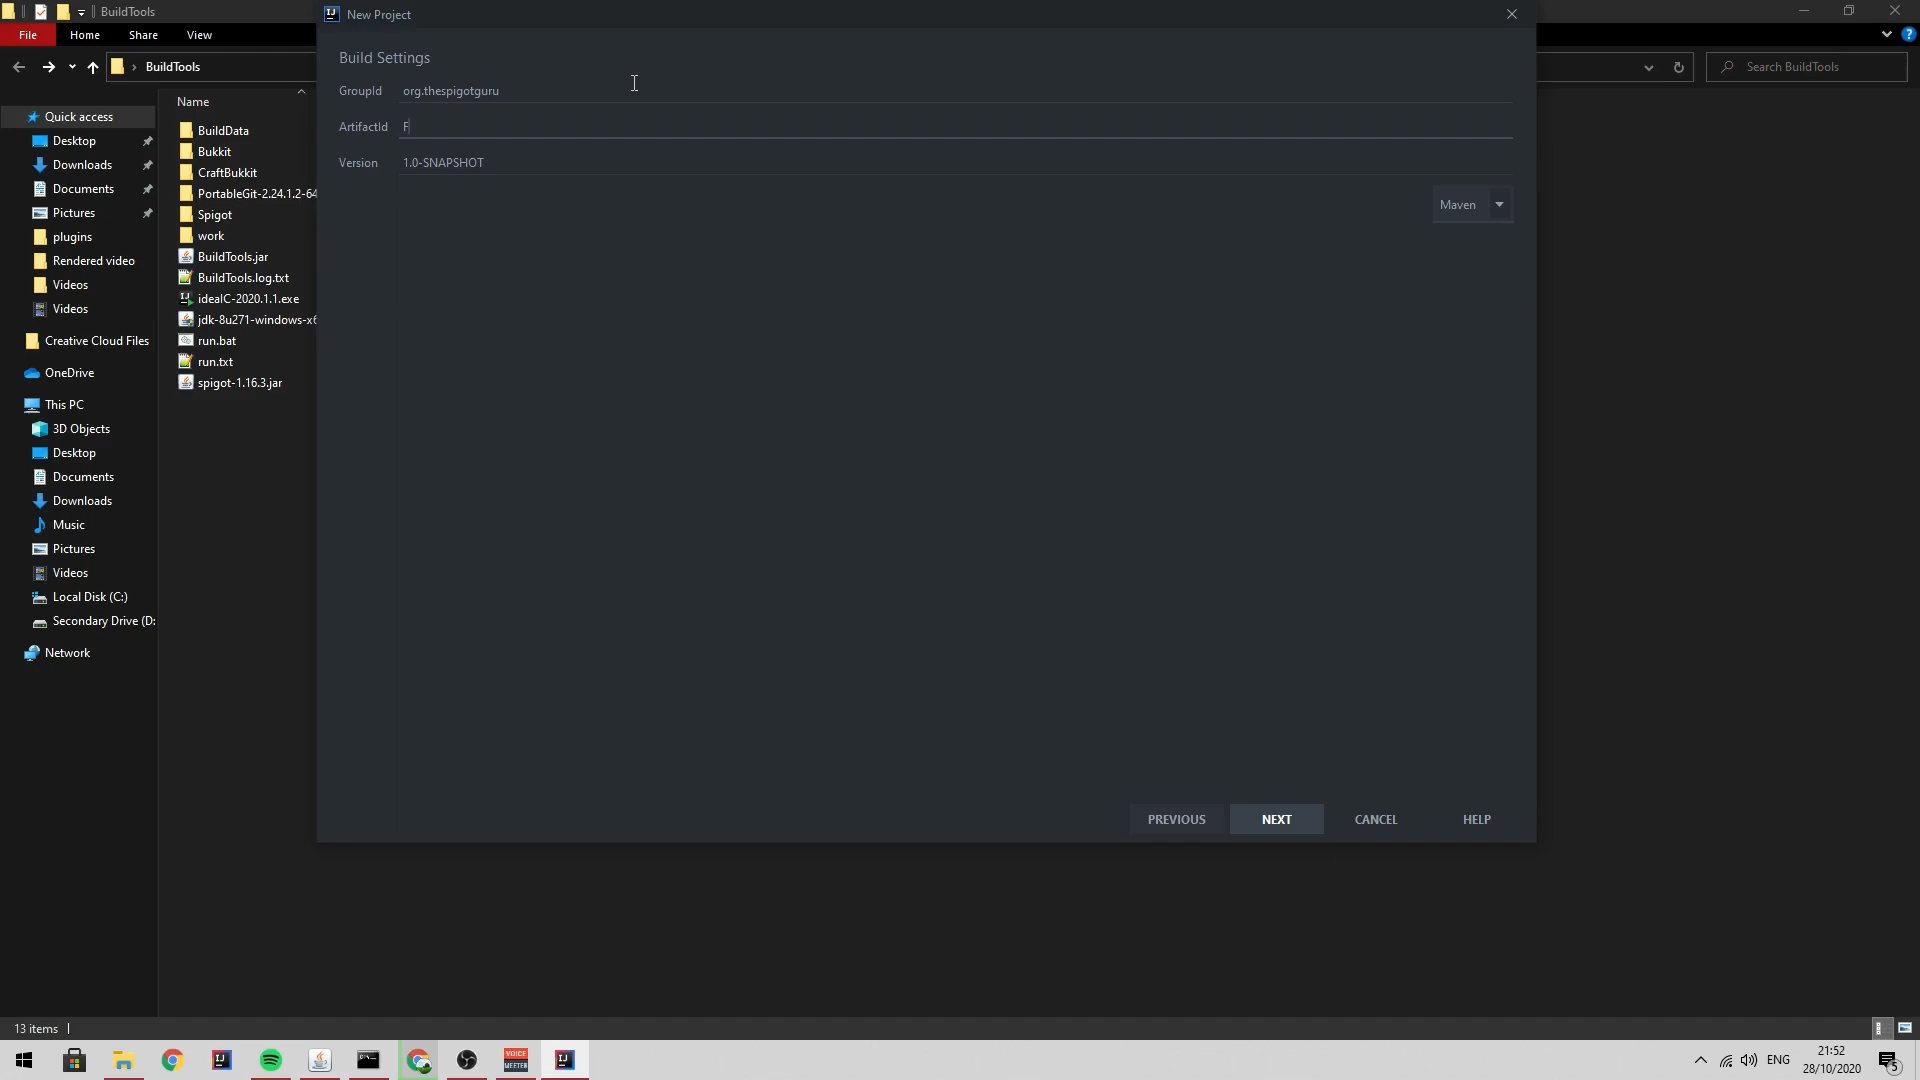 BuildTools
File Home Share View
BuildTools
Search BuildTools
Quick access
Desktop
Downloads
Documents
Pictures
plugins
Rendered video
Videos
Videos
Creative Cloud Files
OneDrive
This PC
3D Objects
Desktop
Documents
Downloads
Music
Pictures
Videos
Local Disk (C:)
Secondary Drive (D:
Network
Name
BuildData
Bukkit
CraftBukkit
PortableGit-2.24.1.2-64
Spigot
work
BuildTools.jar
BuildTools.log.txt
idealC-2020.1.1.exe
jdk-8u271-windows-x6
run.bat
run.txt
spigot-1.16.3.jar
New Project
Build Settings
GroupId org.thespigotguru
ArtifactId F
Version 1.0-SNAPSHOT
Maven
PREVIOUS NEXT CANCEL HELP
13 items
VOICE
MEETER
ENG
21:52
28/10/2020
5